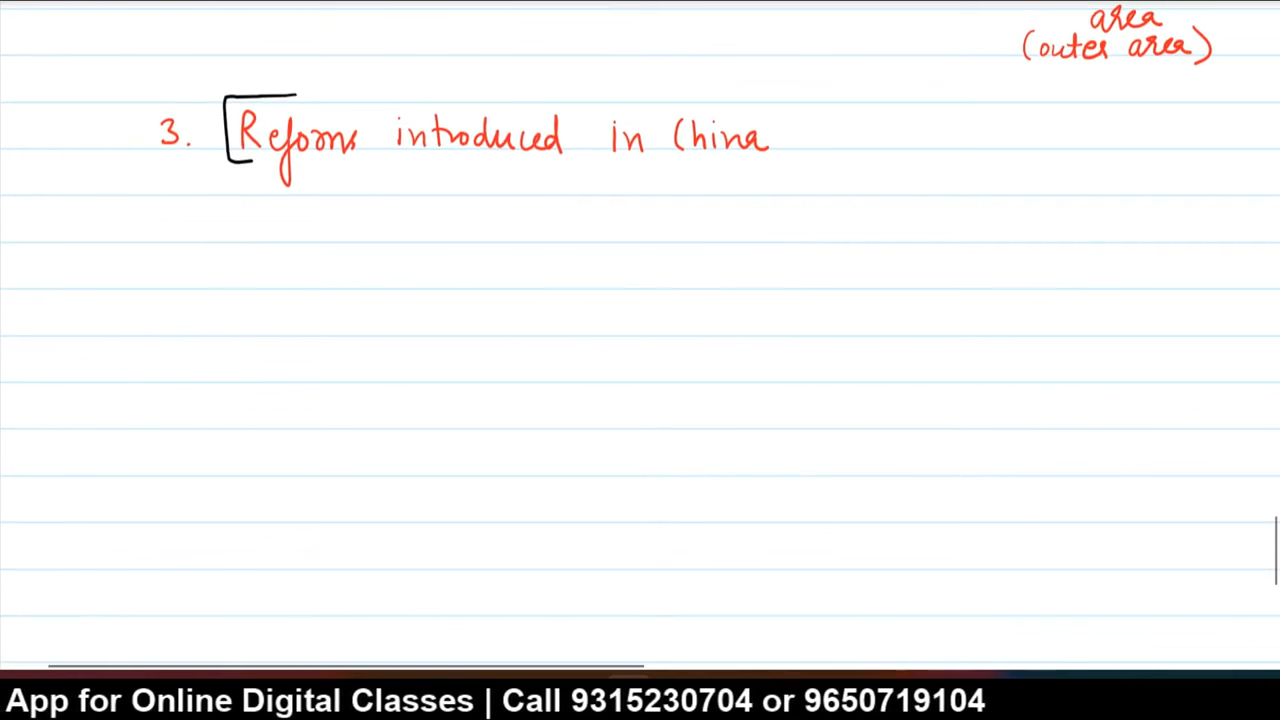 area
(outer area)
3. Reforms introduced in China
App for Online Digital Classes | Call 9315230704 or 9650719104